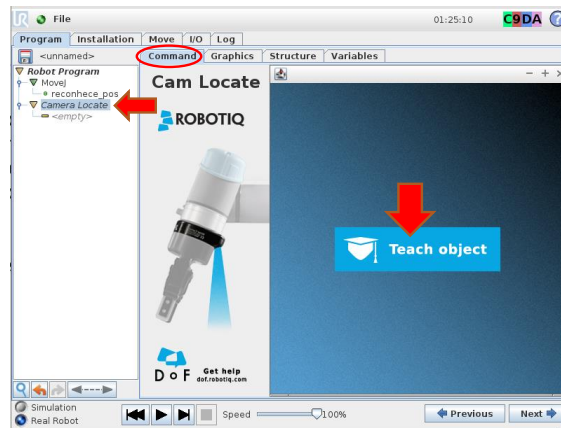 File 01:25:10 C9DA ?
Program Installation Move I/O Log
<unnamed> Command Graphics Structure Variables
Robot Program
MoveJ
reconhece_pos
Camera Locate
<empty>
Cam Locate
ROBOTIQ
Teach object
DoF Get help
dof.robotiq.com
Simulation
Real Robot
Speed 100%
Previous Next